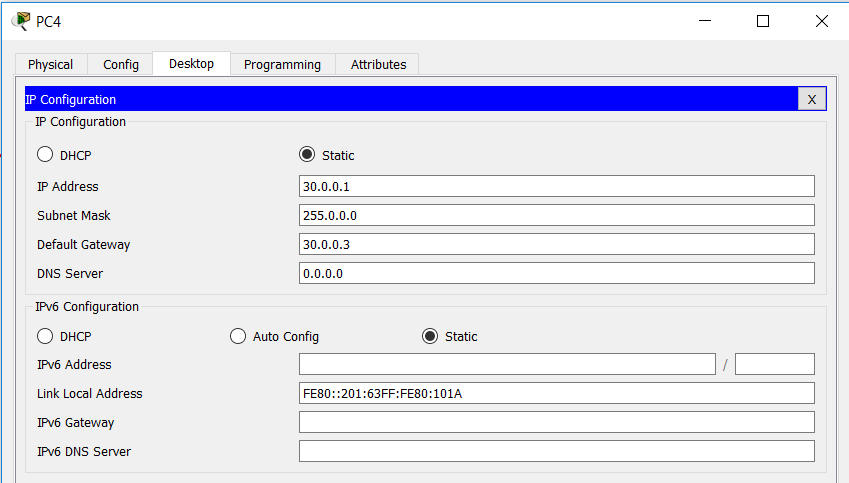 PC4
Physical Config Desktop Programming Attributes
IP Configuration X
IP Configuration
DHCP Static
IP Address 30.0.0.1
Subnet Mask 255.0.0.0
Default Gateway 30.0.0.3
DNS Server 0.0.0.0
IPv6 Configuration
DHCP Auto Config Static
IPv6 Address /
Link Local Address FE80::201:63FF:FE80:101A
IPv6 Gateway
IPv6 DNS Server